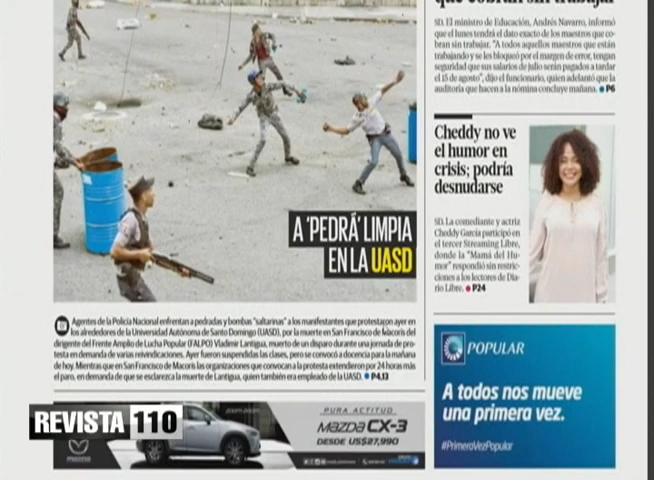 que cobran sin trabajar
SD. El ministro de Educación, Andrés Navarro, informó
que el lunes tendrá el dato exacto de los maestros que co-
bran sin trabajar. “A todos aquellos maestros que están
trabajando y se les bloqueó por el margen de error, tengan
seguridad que sus salarios de julio serán pagados a tardar
el 15 de agosto”, dijo el funcionario, quien adelantó que la
auditoría que hacen a la nómina concluye mañana. P6
Cheddy no ve
el humor en
crisis; podría
desnudarse
SD. La comediante y actriz
Cheddy García participó en
el tercer Streaming Libre,
donde la “Mamá del Hu-
mor” respondió sin restric-
ciones a los lectores de Dia-
rio Libre. P24
A ‘PEDRÁ’ LIMPIA
EN LA UASD
Agentes de la Policía Nacional enfrentan a pedradas y bombas “saltarinas” a los manifestantes que protestaron ayer en
los alrededores de la Universidad Autónoma de Santo Domingo (UASD), por la muerte en San Francisco de Macorís del
dirigente del Frente Amplio de Lucha Popular (FALPO) Vladimir Lantigua, muerto de un disparo durante una jornada de pro-
testa en demanda de varias reivindicaciones. Ayer fueron suspendidas las clases, pero se convocó a docencia para la mañana
de hoy. Mientras que en San Francisco de Macorís las organizaciones que convocan a la protesta extendieron por 24 horas más
el paro, en demanda de que se esclarezca la muerte de Lantigua, quien también era empleado de la UASD. P4,13
POPULAR
A todos nos mueve
una primera vez.
#PrimeraVezPopular
REVISTA 110
mazda
PURA ACTITUD
mazda CX-3
DESDE US$27,990